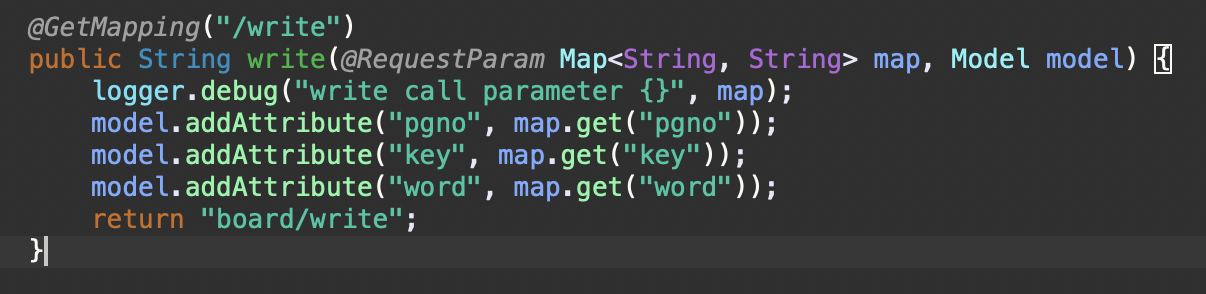 @GetMapping("/write")
public String write(@RequestParam Map<String, String> map, Model model) {
    logger.debug("write call parameter {}", map);
    model.addAttribute("pgno", map.get("pgno"));
    model.addAttribute("key", map.get("key"));
    model.addAttribute("word", map.get("word"));
    return "board/write";
}